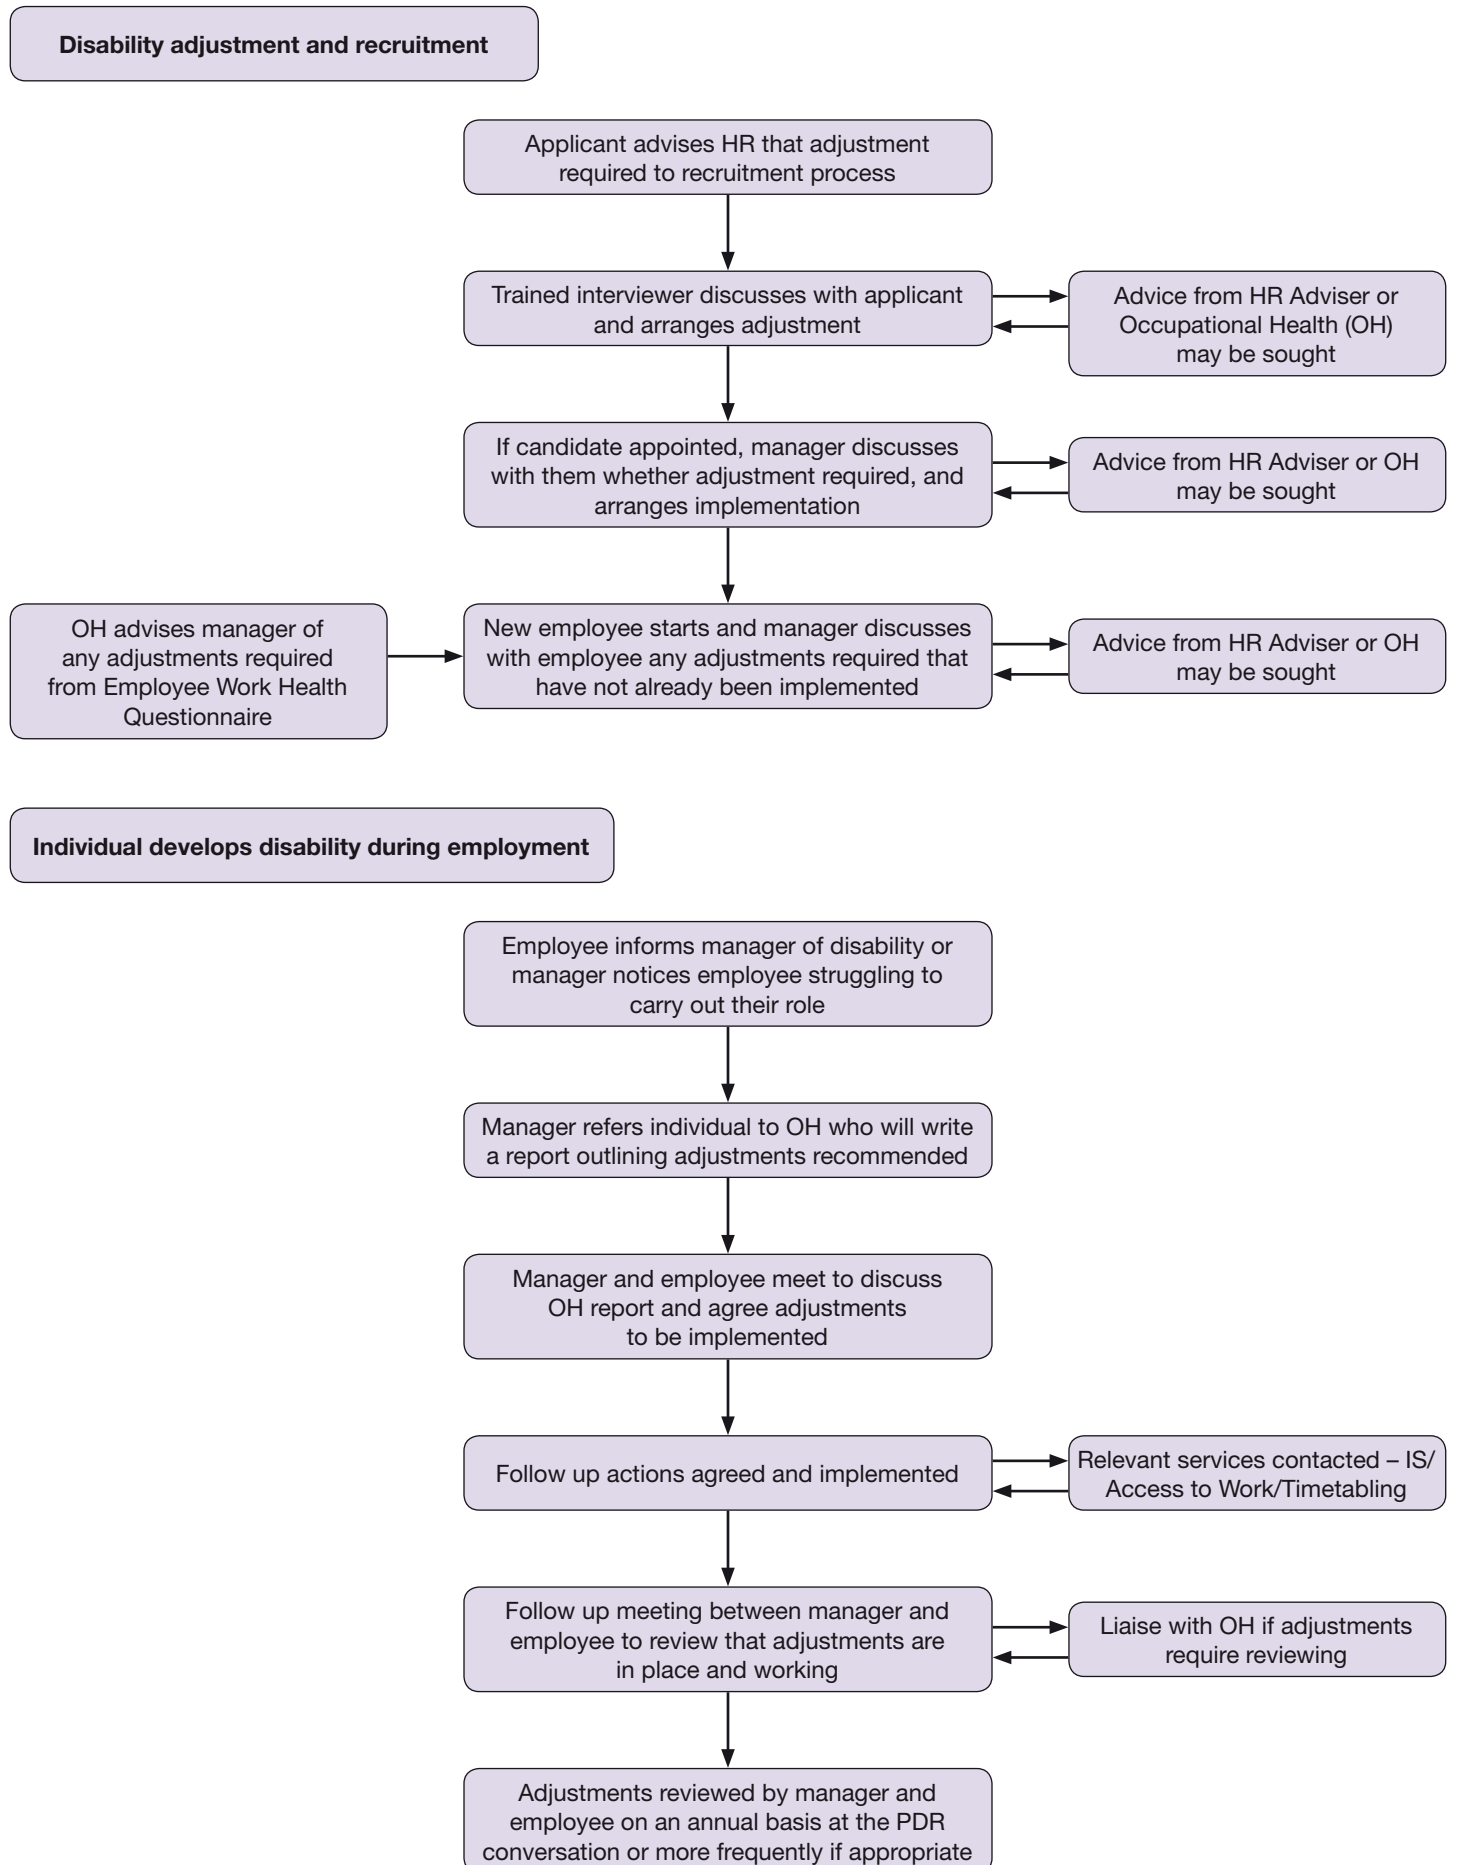 Disability adjustment and recruitment
Applicant advises HR that adjustment
required to recruitment process
Trained interviewer discusses with applicant
and arranges adjustment
Advice from HR Adviser or
Occupational Health (OH)
may be sought
If candidate appointed, manager discusses
with them whether adjustment required, and
arranges implementation
Advice from HR Adviser or OH
may be sought
OH advises manager of
any adjustments required
from Employee Work Health
Questionnaire
New employee starts and manager discusses
with employee any adjustments required that
have not already been implemented
Advice from HR Adviser or OH
may be sought
Individual develops disability during employment
Employee informs manager of disability or
manager notices employee struggling to
carry out their role
Manager refers individual to OH who will write
a report outlining adjustments recommended
Manager and employee meet to discuss
OH report and agree adjustments
to be implemented
Follow up actions agreed and implemented
Relevant services contacted – IS/
Access to Work/Timetabling
Follow up meeting between manager and
employee to review that adjustments are
in place and working
Liaise with OH if adjustments
require reviewing
Adjustments reviewed by manager and
employee on an annual basis at the PDR
conversation or more frequently if appropriate